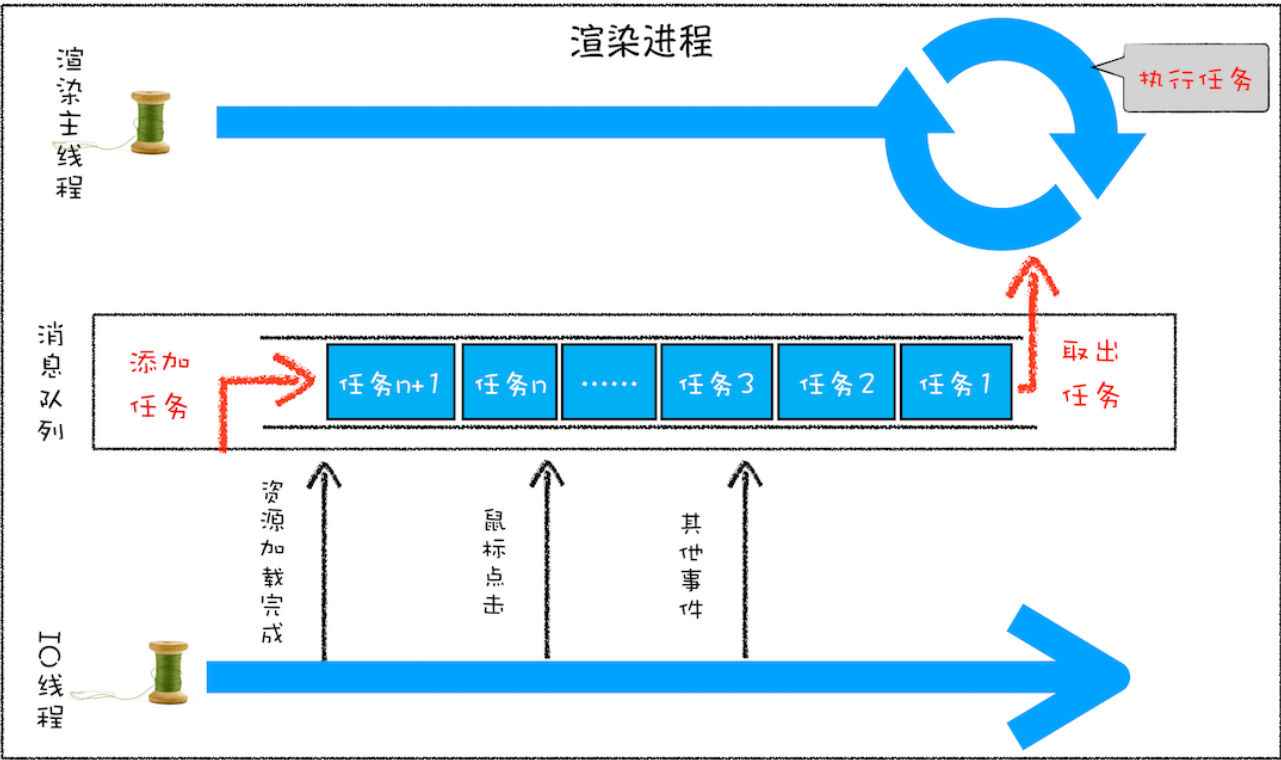 渲染进程
渲染主线程
执行任务
消息队列
添加
任务
任务n+1
任务n
……
任务3
任务2
任务1
取出
任务
资源加载完成
鼠标点击
其他事件
IO线程